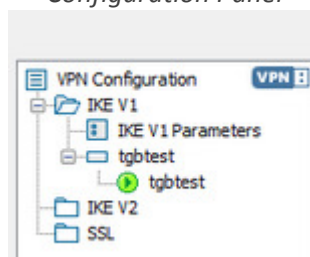 Configuration Panel
VPN Configuration VPN
IKE V1
IKE V1 Parameters
tgbtest
tgbtest
IKE V2
SSL